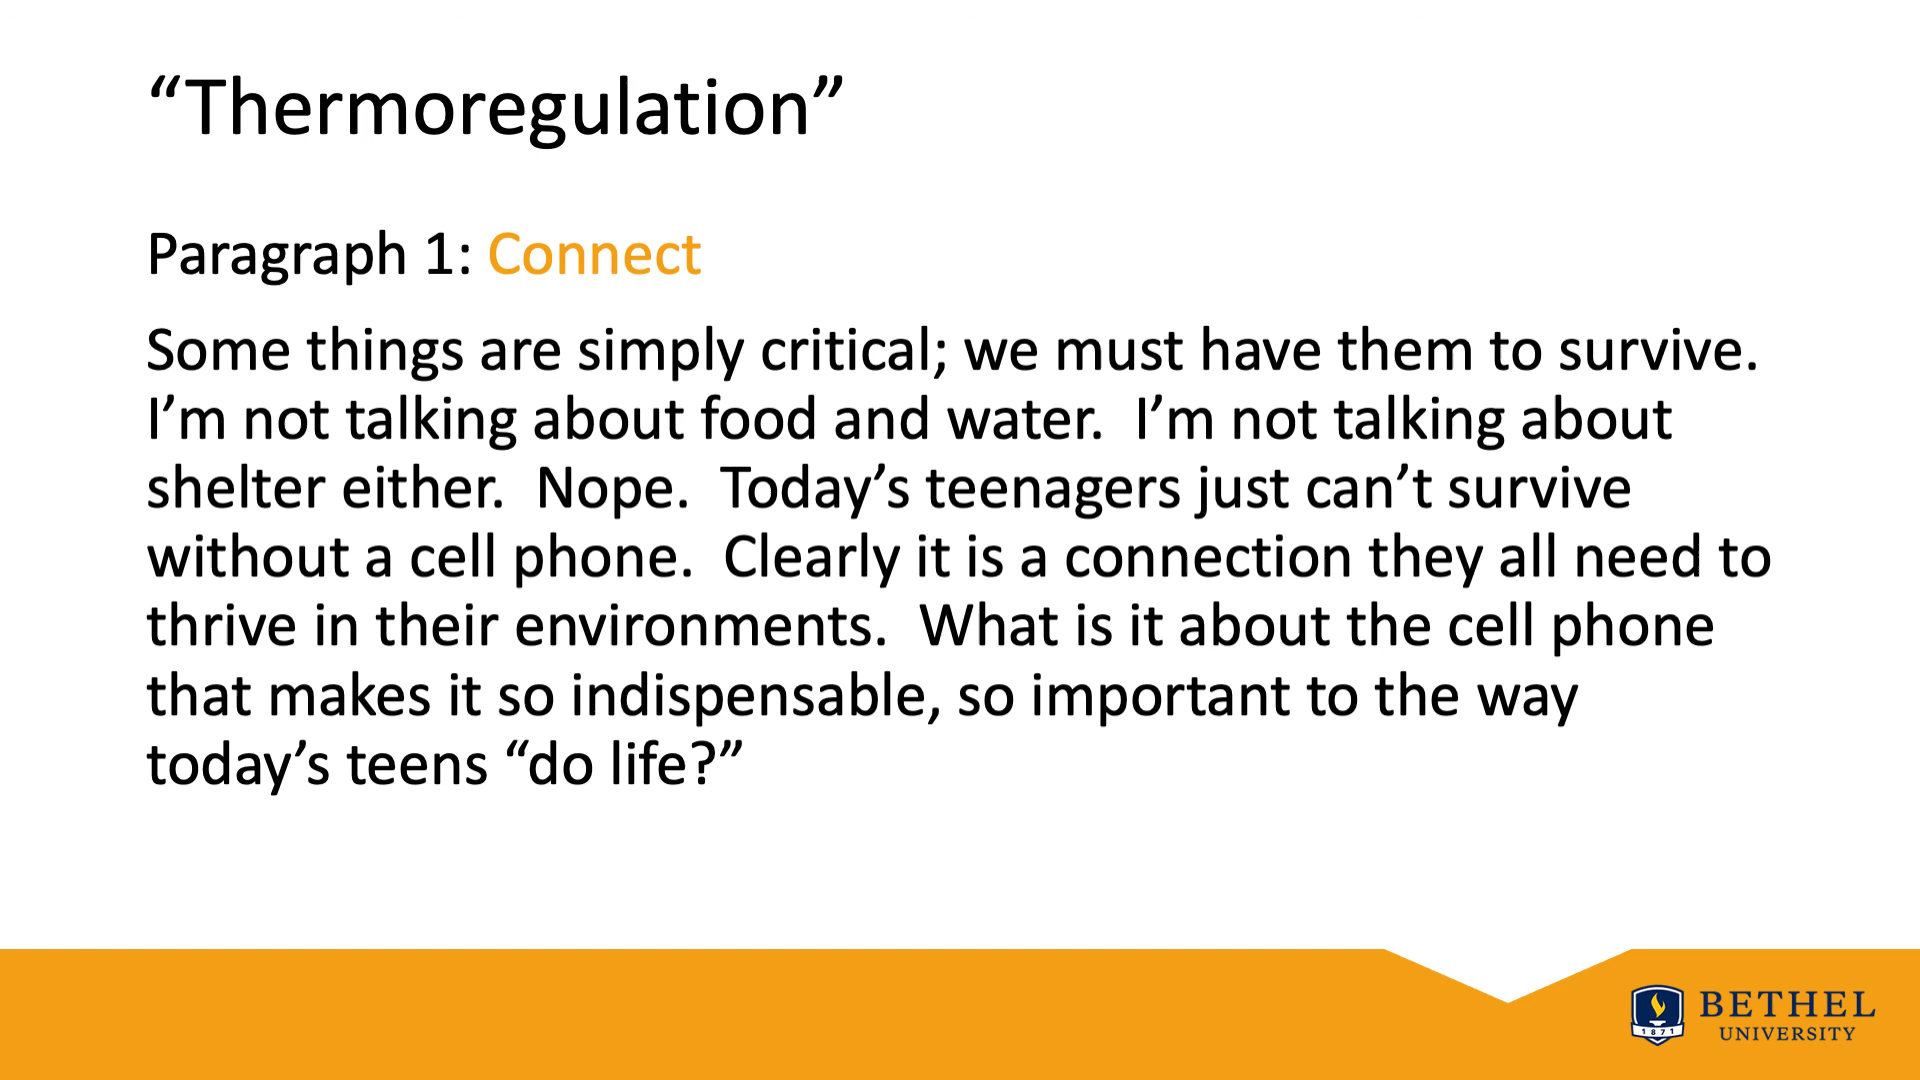 “Thermoregulation”
Paragraph 1: Connect
Some things are simply critical; we must have them to survive.
I’m not talking about food and water.  I’m not talking about
shelter either.  Nope.  Today’s teenagers just can’t survive
without a cell phone.  Clearly it is a connection they all need to
thrive in their environments.  What is it about the cell phone
that makes it so indispensable, so important to the way
today’s teens “do life?”
1871
BETHEL
UNIVERSITY